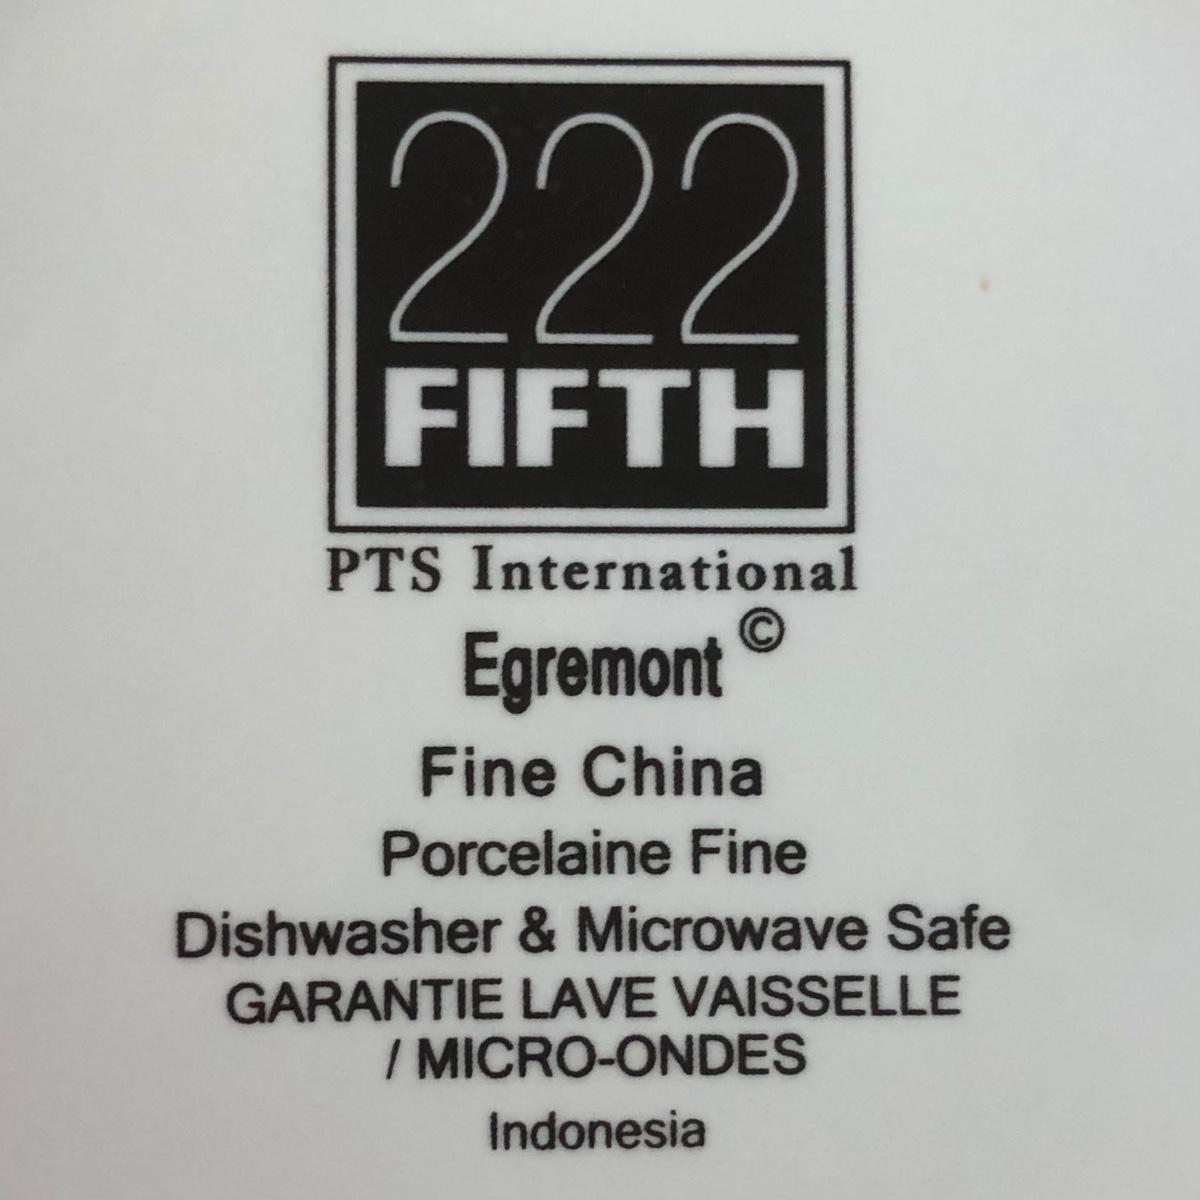 222
FIFTH
PTS International
Egremont ©
Fine China
Porcelaine Fine
Dishwasher & Microwave Safe
GARANTIE LAVE VAISSELLE
/ MICRO-ONDES
Indonesia